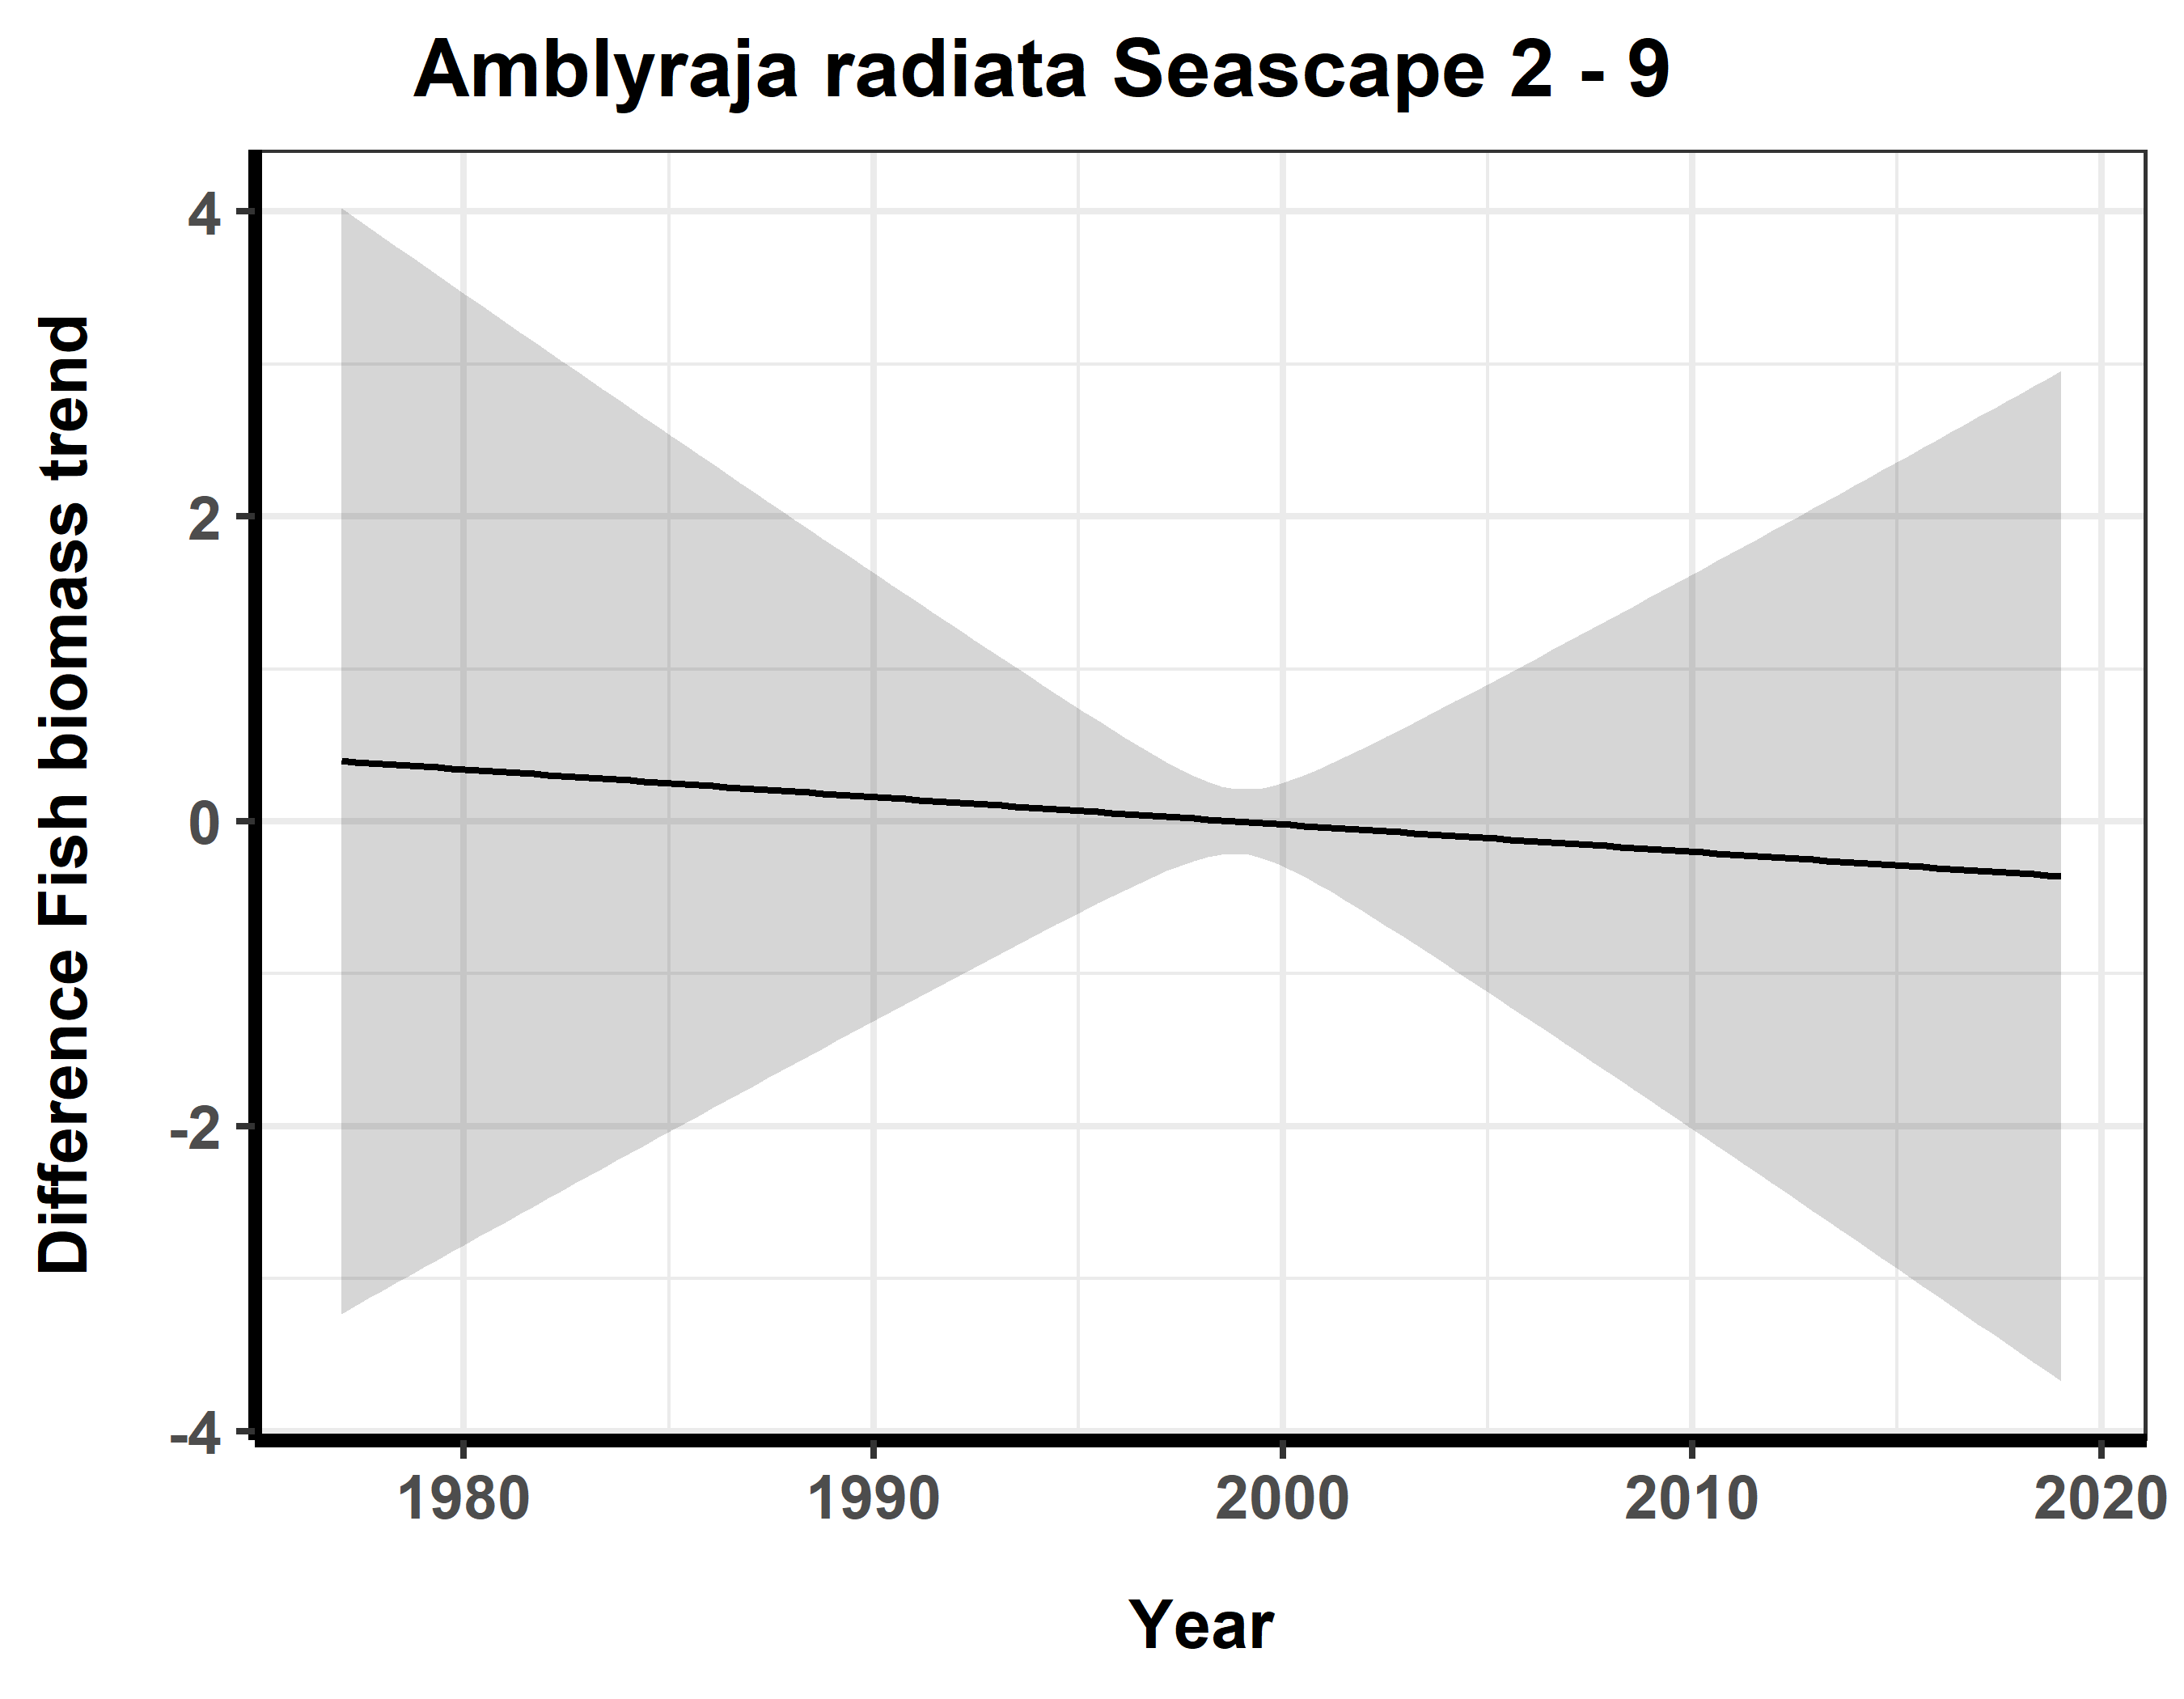 Amblyraja radiata Seascape 2 - 9
Difference Fish biomass trend
4
2
0
-2
-4
1980 1990 2000 2010 2020
Year